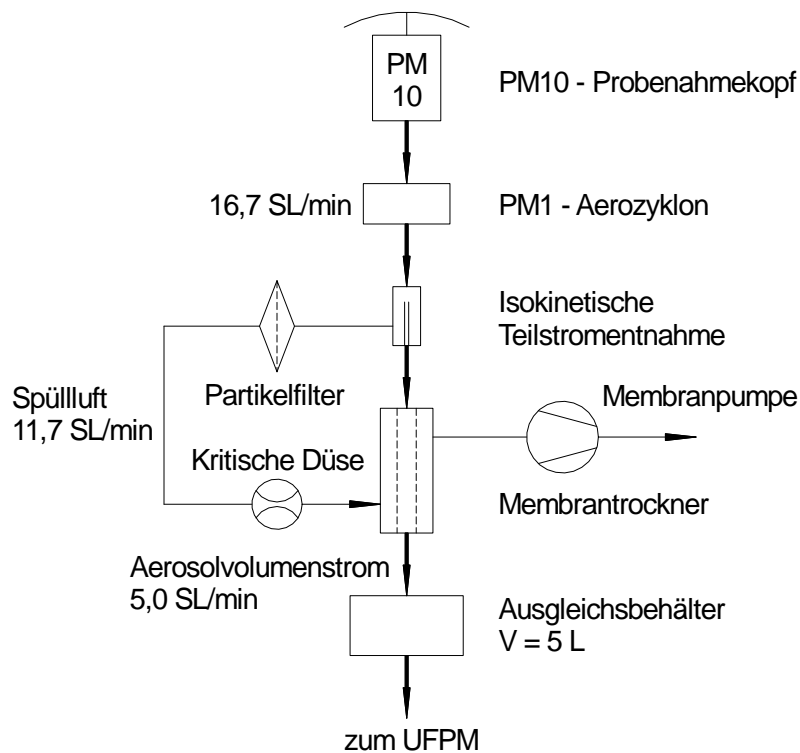 PM
10
PM10 - Probenahmekopf
16,7 SL/min
PM1 - Aerozyklon
Isokinetische
Teilstromentnahme
Partikelfilter
Spüllluft
11,7 SL/min
Membranpumpe
Kritische Düse
Membrantrockner
Aerosolvolumenstrom
5,0 SL/min
Ausgleichsbehälter
V = 5 L
zum UFPM